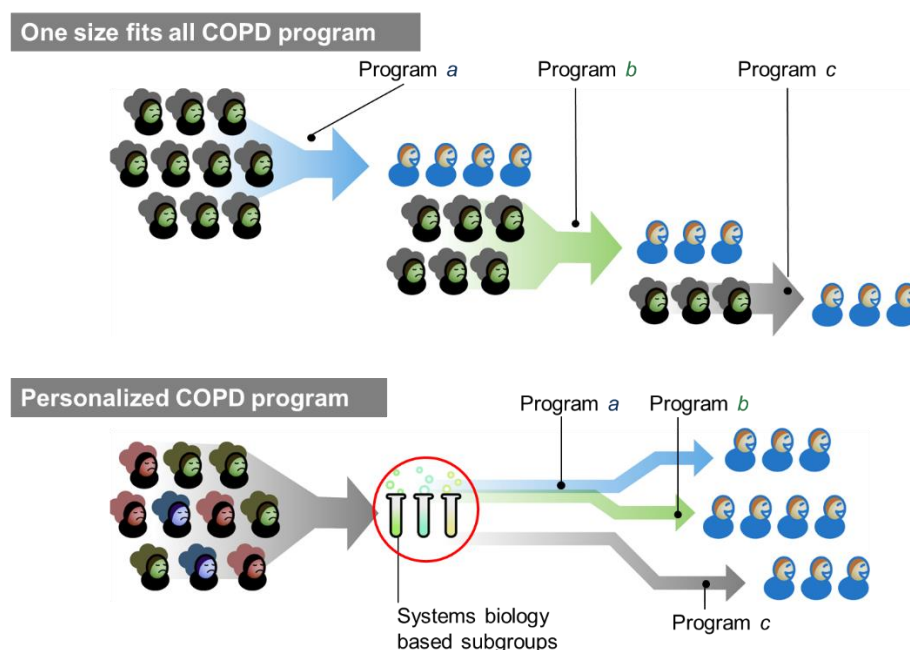 One size fits all COPD program
Program a
Program b
Program c
Personalized COPD program
Program a
Program b
Systems biology
based subgroups
Program c